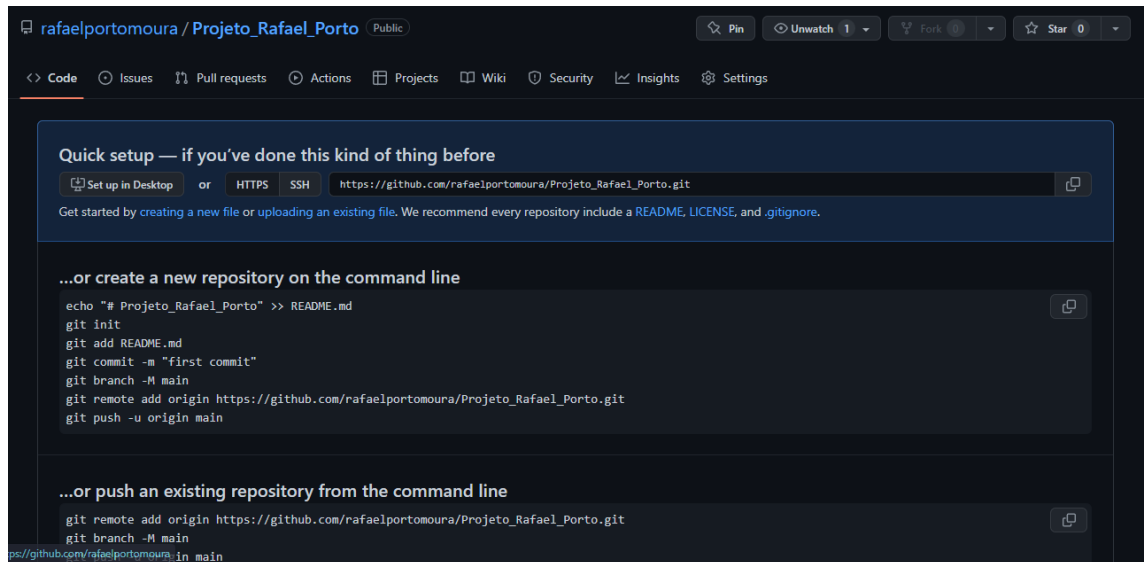 rafaelportomoura / Projeto_Rafael_Porto Public Pin Unwatch 1 Fork 0 Star 0
<> Code Issues Pull requests Actions Projects Wiki Security Insights Settings
Quick setup — if you've done this kind of thing before
Set up in Desktop or HTTPS SSH https://github.com/rafaelportomoura/Projeto_Rafael_Porto.git
Get started by creating a new file or uploading an existing file. We recommend every repository include a README, LICENSE, and .gitignore.
...or create a new repository on the command line
echo "# Projeto_Rafael_Porto" >> README.md
git init
git add README.md
git commit -m "first commit"
git branch -M main
git remote add origin https://github.com/rafaelportomoura/Projeto_Rafael_Porto.git
git push -u origin main
...or push an existing repository from the command line
git remote add origin https://github.com/rafaelportomoura/Projeto_Rafael_Porto.git
git branch -M main
ps://github.com/rafaelportomoura in main